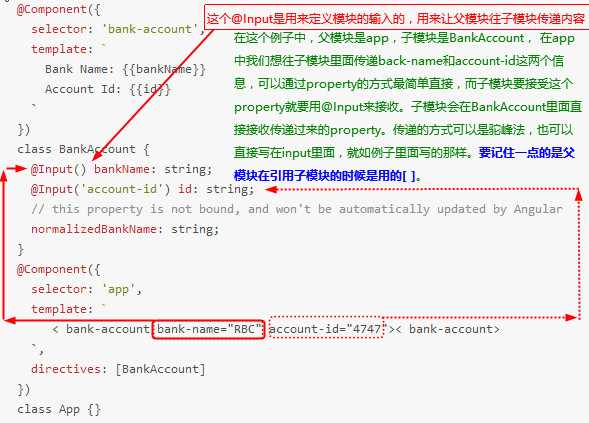 @Component({
这个@Input是用来定义模块的输入的，用来让父模块往子模块传递内容
selector: 'bank-account',
template: `
Bank Name: {{bankName}}
Account Id: {{id}}
`
})
class BankAccount {
@Input() bankName: string;
@Input('account-id') id: string;
// this property is not bound, and won't be automatically updated by Angular
normalizedBankName: string;
}
@Component({
selector: 'app',
template: `
< bank-account bank-name="RBC" account-id="4747">< bank-account>
`,
directives: [BankAccount]
})
class App {}
在这个例子中，父模块是app，子模块是BankAccount， 在app
中我们想往子模块里面传递back-name和account-id这两个信
息，可以通过property的方式最简单直接，而子模块要接受这个
property就要用@Input来接收。子模块会在BankAccount里面直
接接收传递过来的property。传递的方式可以是驼峰法，也可以
直接写在input里面，就如例子里面写的那样。要记住一点的是父
模块在引用子模块的时候是用的[ ]。